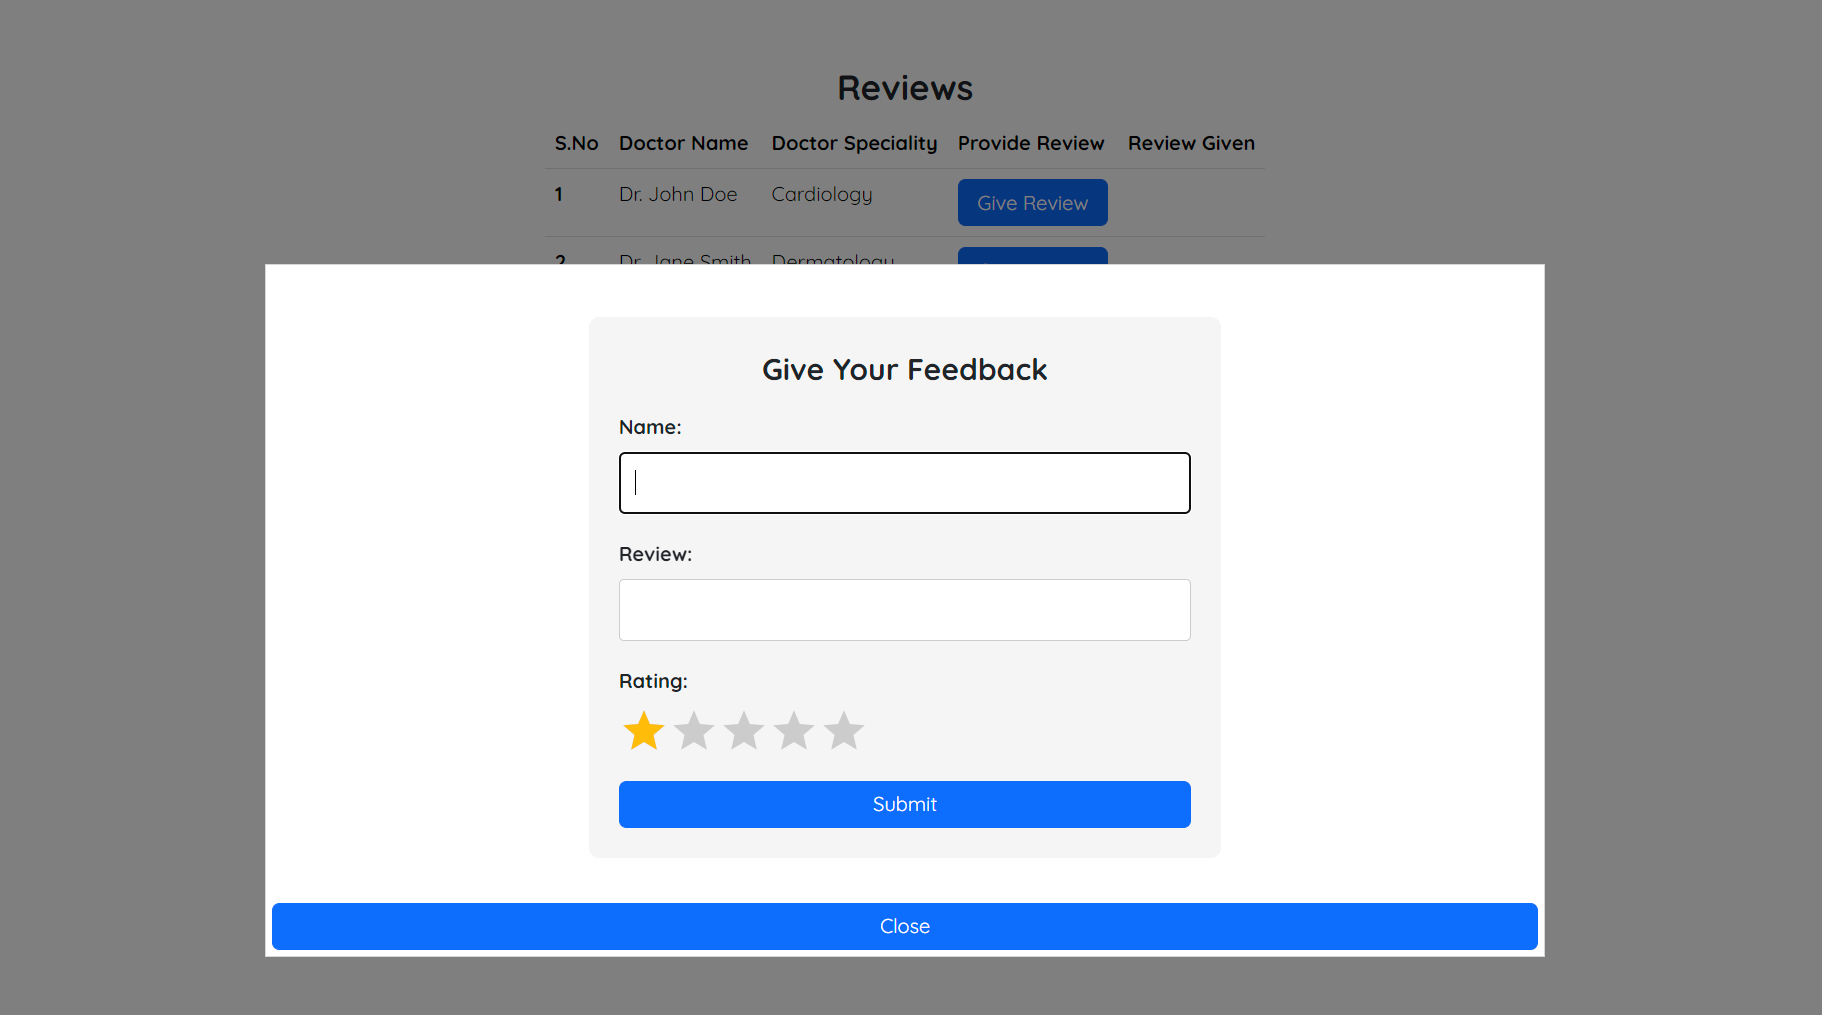 Reviews
S.No Doctor Name Doctor Speciality Provide Review Review Given
1 Dr. John Doe Cardiology Give Review
2 Dr. Jane Smith Dermatology
Give Your Feedback
Name:
Review:
Rating:
Submit
Close